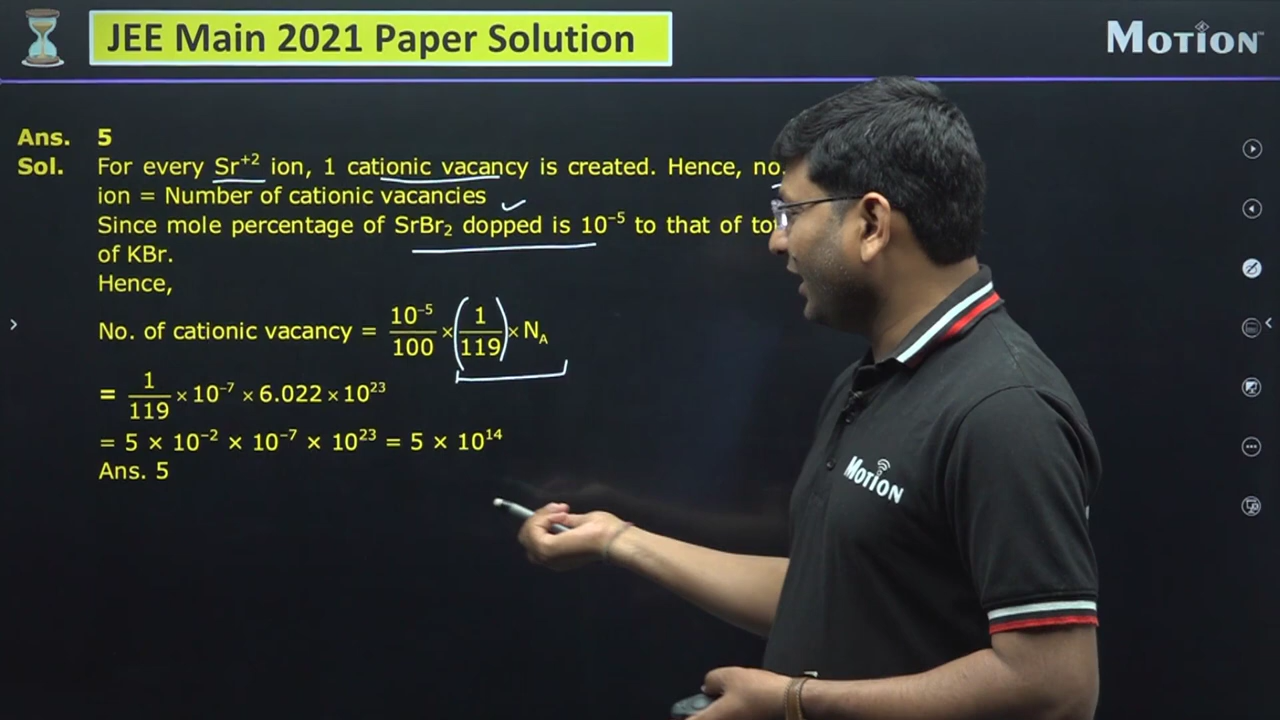 JEE Main 2021 Paper Solution
MOTION
Ans. 5
Sol. For every Sr⁺² ion, 1 cationic vacancy is created. Hence, no.
ion = Number of cationic vacancies
Since mole percentage of SrBr₂ dopped is 10⁻⁵ to that of
of KBr.
Hence,
No. of cationic vacancy = 10⁻⁵/100 × (1/119) × N_A
= 1/119 × 10⁻⁷ × 6.022 × 10²³
= 5 × 10⁻² × 10⁻⁷ × 10²³ = 5 × 10¹⁴
Ans. 5
MOTION